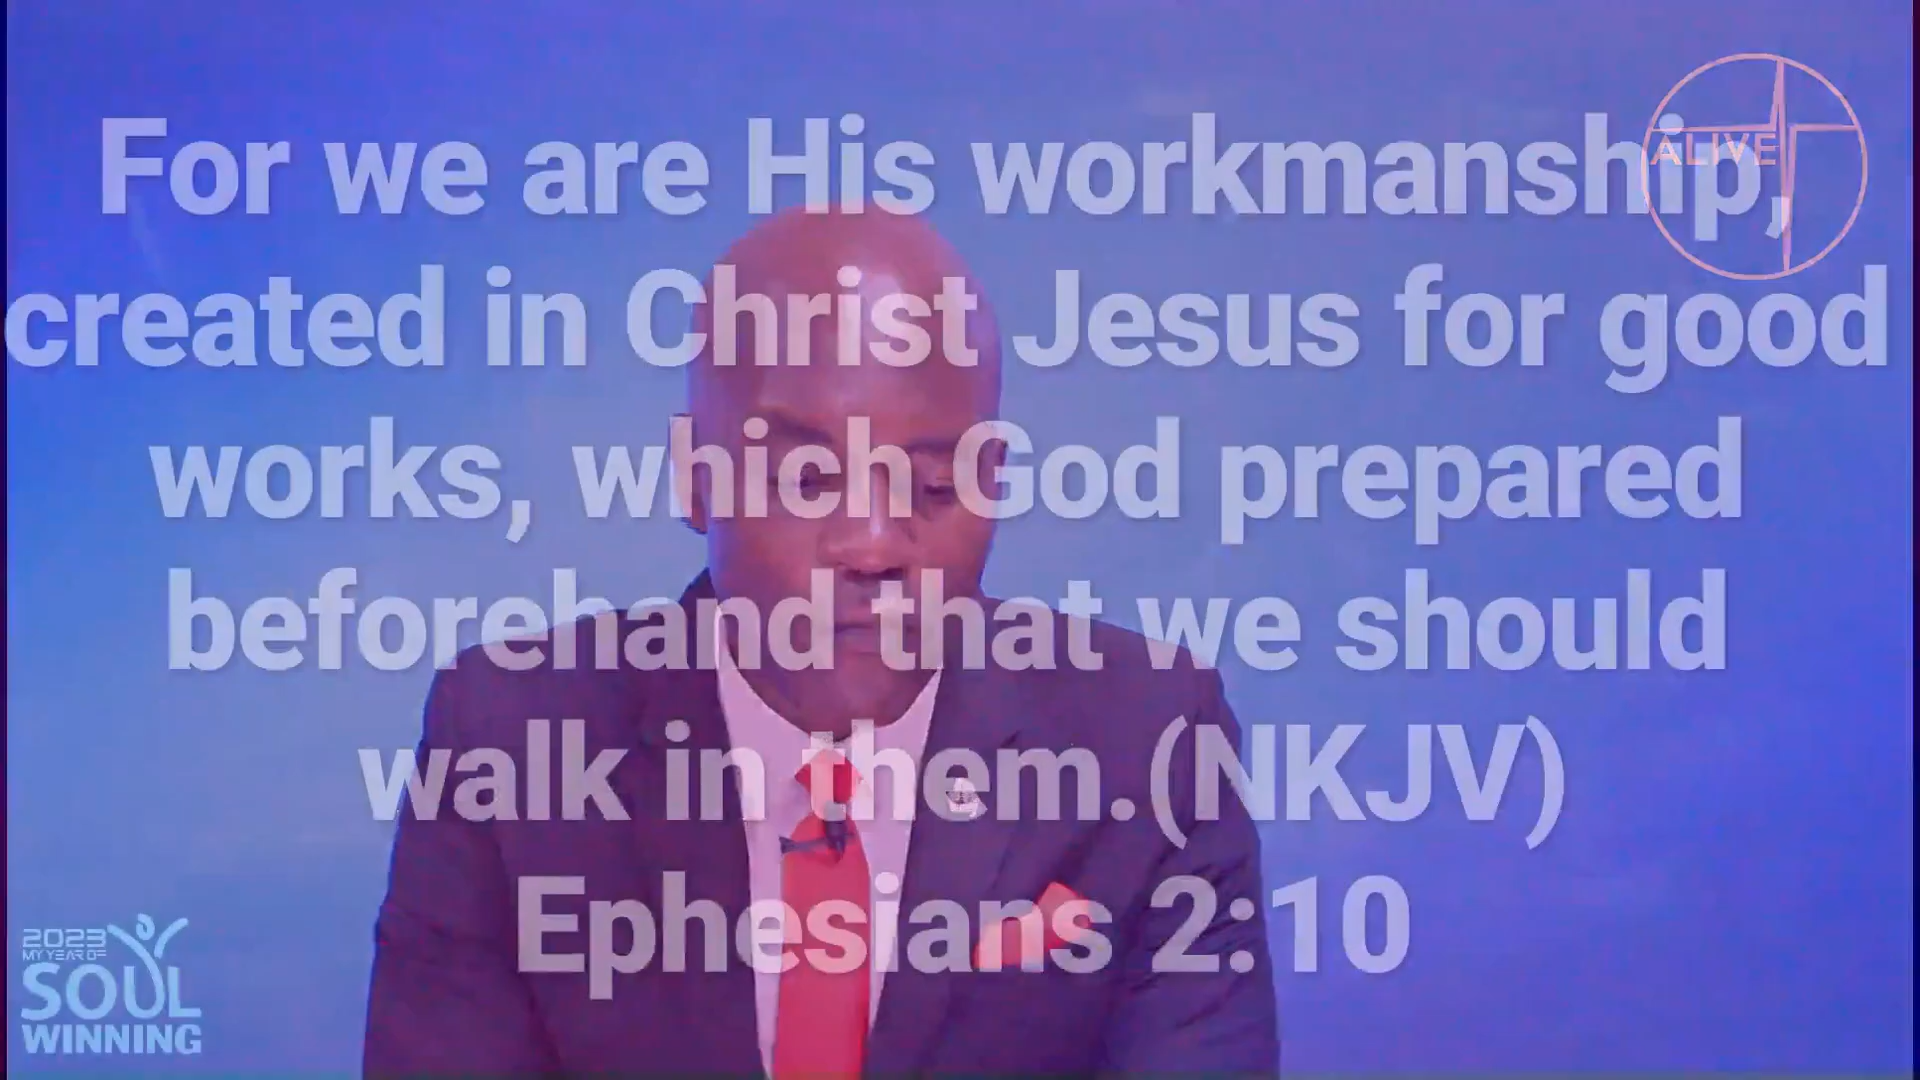 For we are His workmanship,
created in Christ Jesus for good
works, which God prepared
beforehand that we should
walk in them.(NKJV)
Ephesians 2:10
ALIVE
2023
MY YEAR OF
SOUL
WINNING